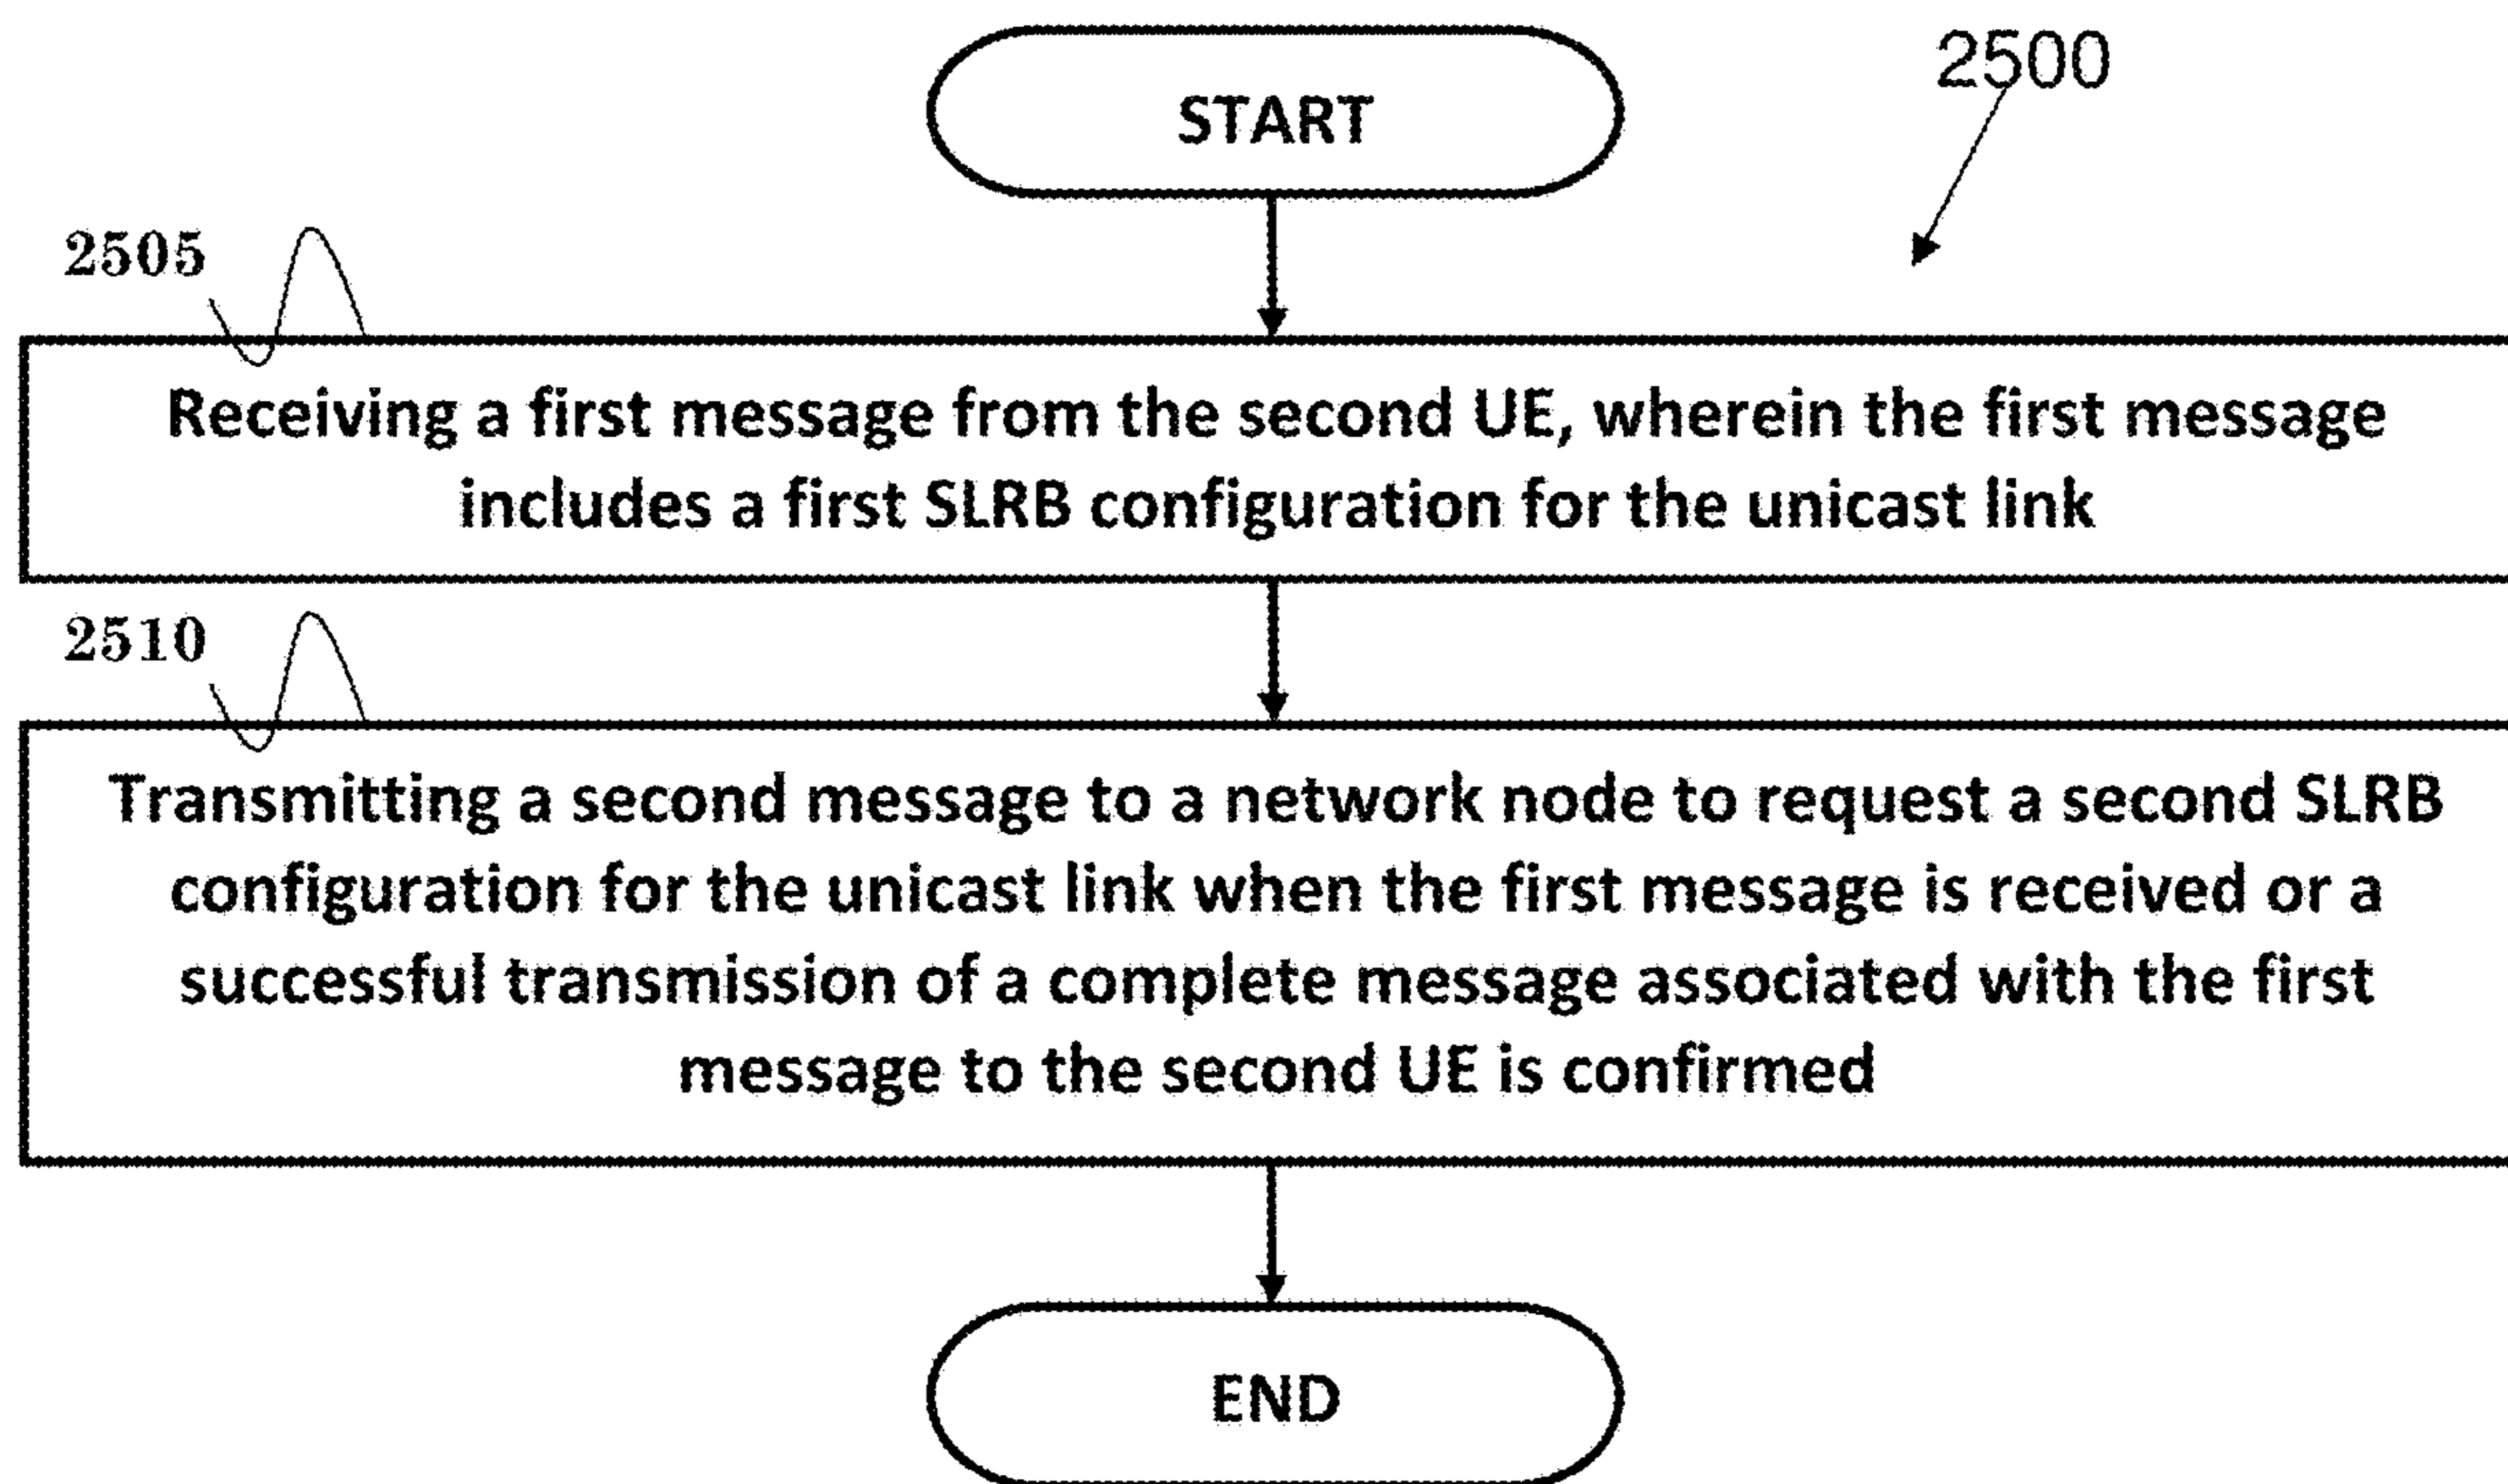 START
2500
2505
Receiving a first message from the second UE, wherein the first message
includes a first SLRB configuration for the unicast link
2510
Transmitting a second message to a network node to request a second SLRB
configuration for the unicast link when the first message is received or a
successful transmission of a complete message associated with the first
message to the second UE is confirmed
END